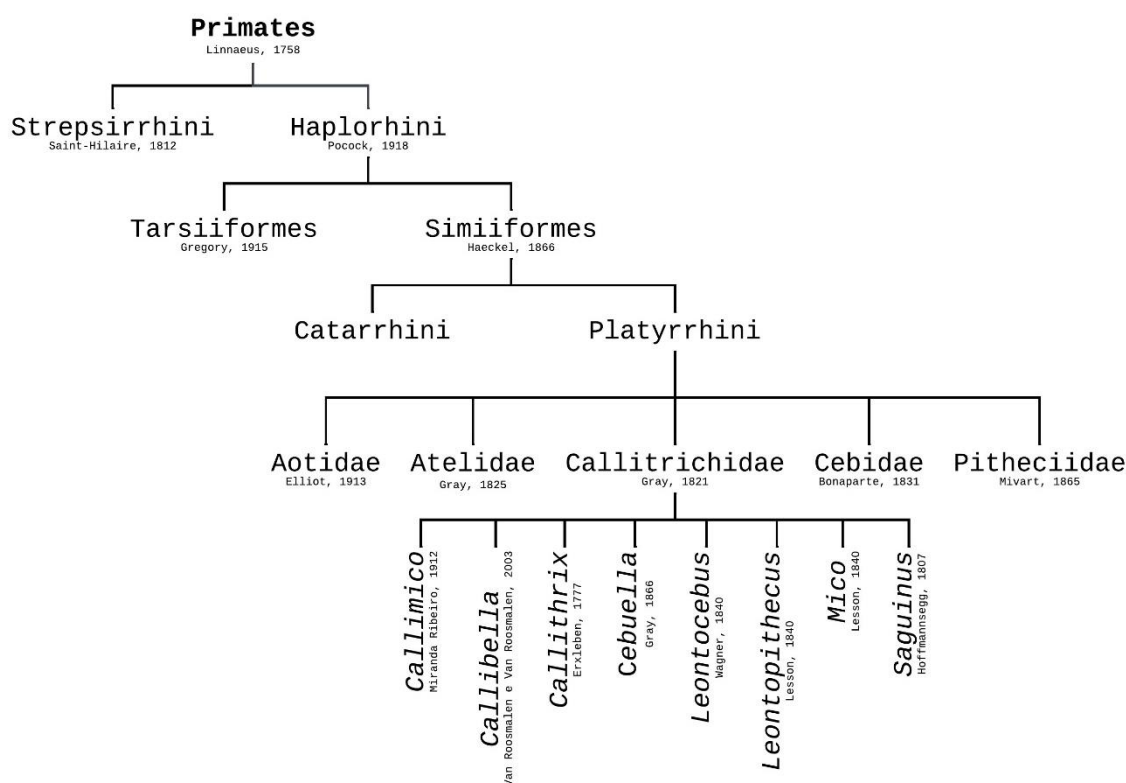 Primates
Linnaeus, 1758
Strepsirrhini
Saint-Hilaire, 1812
Haplorhini
Pocock, 1918
Tarsiiformes
Gregory, 1915
Simiiformes
Haeckel, 1866
Catarrhini
Platyrrhini
Aotidae
Elliot, 1913
Atelidae
Gray, 1825
Callitrichidae
Gray, 1821
Cebidae
Bonaparte, 1831
Pitheciidae
Mivart, 1865
Callimico
Miranda Ribeiro, 1912
Callibella
Van Roosmalen e Van Roosmalen, 2003
Callithrix
Erxleben, 1777
Cebuella
Gray, 1866
Leontocebus
Wagner, 1840
Leontopithecus
Lesson, 1840
Mico
Lesson, 1840
Saguinus
Hoffmannsegg, 1807